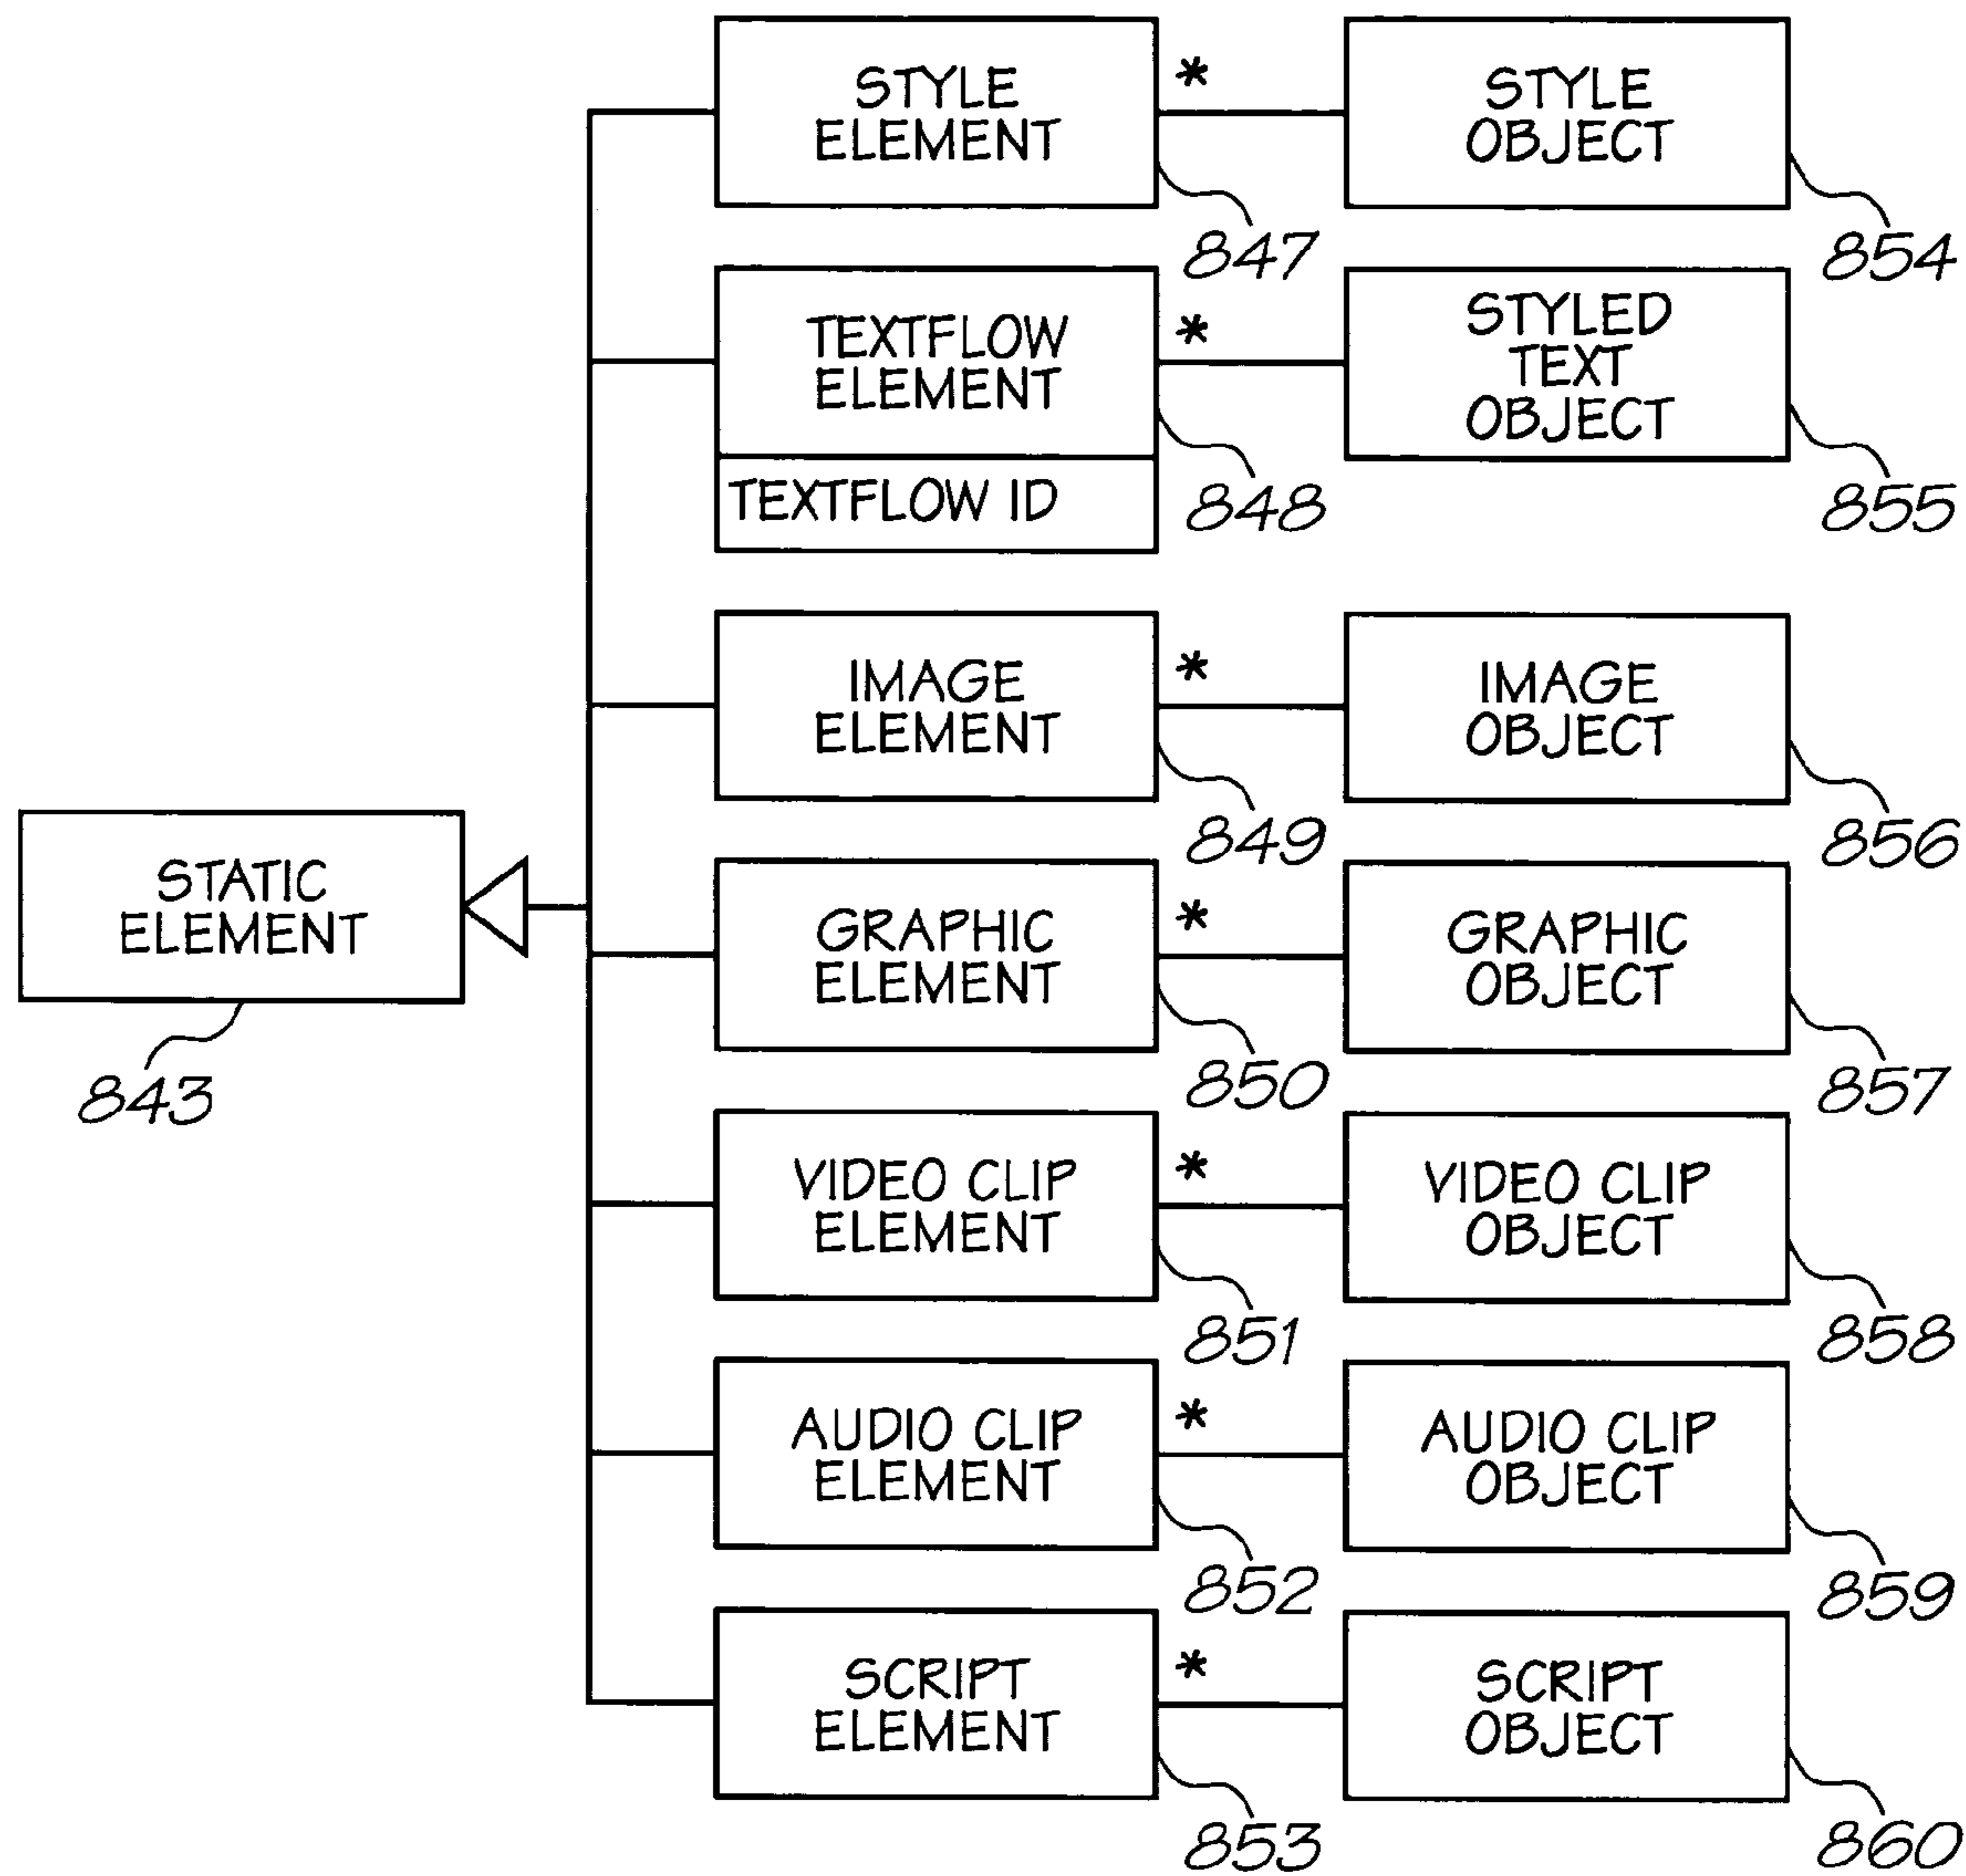 STYLE
ELEMENT
*
STYLE
OBJECT
847
854
TEXTFLOW
ELEMENT
TEXTFLOW ID
*
STYLED
TEXT
OBJECT
848
855
IMAGE
ELEMENT
*
IMAGE
OBJECT
849
856
STATIC
ELEMENT
843
GRAPHIC
ELEMENT
*
GRAPHIC
OBJECT
850
857
VIDEO CLIP
ELEMENT
*
VIDEO CLIP
OBJECT
851
858
AUDIO CLIP
ELEMENT
*
AUDIO CLIP
OBJECT
852
859
SCRIPT
ELEMENT
*
SCRIPT
OBJECT
853
860